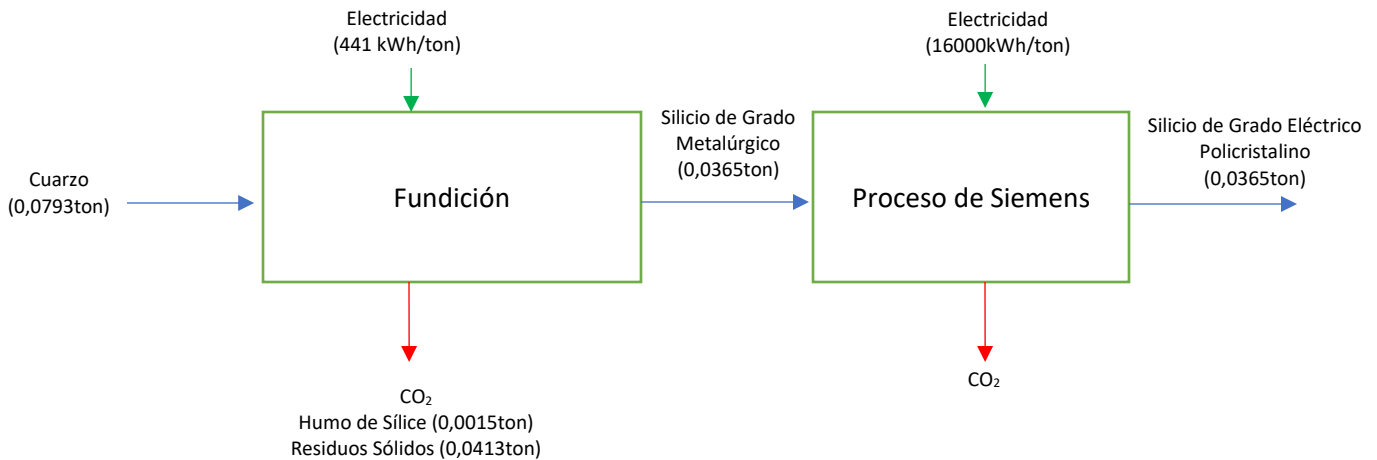 Electricidad
(441 kWh/ton)
Electricidad
(16000kWh/ton)
Cuarzo
(0,0793ton)
Fundición
Silicio de Grado
Metalúrgico
(0,0365ton)
Proceso de Siemens
Silicio de Grado Eléctrico
Policristalino
(0,0365ton)
CO₂
Humo de Sílice (0,0015ton)
Residuos Sólidos (0,0413ton)
CO₂